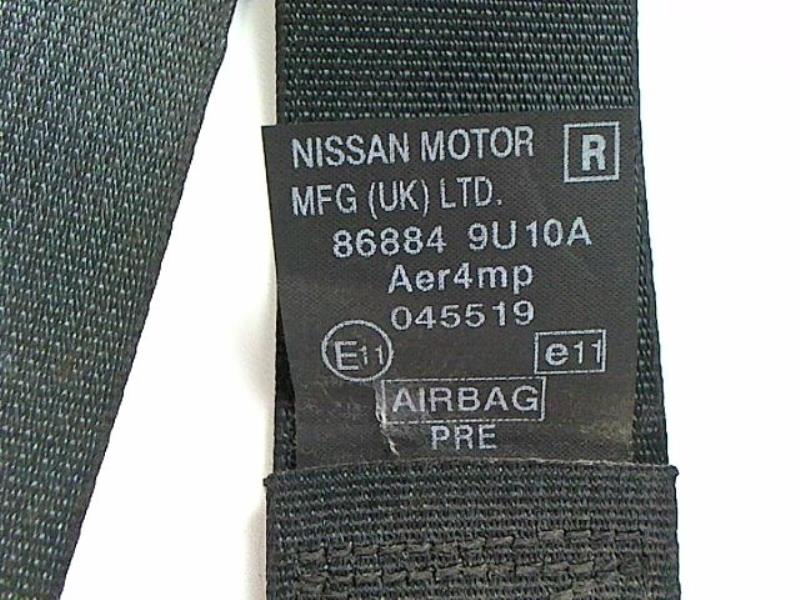 NISSAN MOTOR R
MFG (UK) LTD.
86884 9U10A
Aer4mp
045519
E11 e11
AIRBAG
PRE